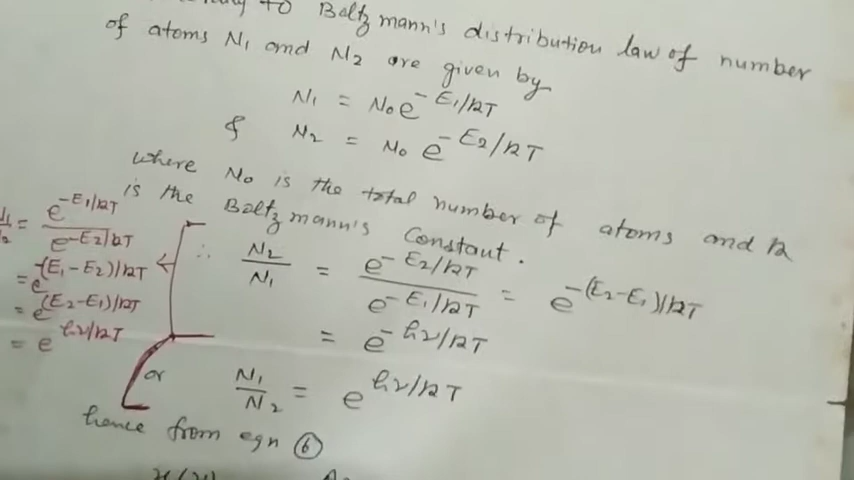 to Boltzmann's distribution law of number
of atoms N₁ and N₂ are given by
N₁ = N₀e^-E₁/kT
& N₂ = N₀ e^-E₂/kT
where N₀ is the total number of atoms and k
is the Boltzmann's Constant.
∴ N₂/N₁ = e^-E₂/kT / e^-E₁/kT = e^-(E₂-E₁)/kT
= e^-hν/kT
or N₁/N₂ = e^hν/kT
hence from eqn ⑥
= e^-E₁/kT / e^-E₂/kT
= e^-(E₁-E₂)/kT
= e^(E₂-E₁)/kT
= e^hν/kT